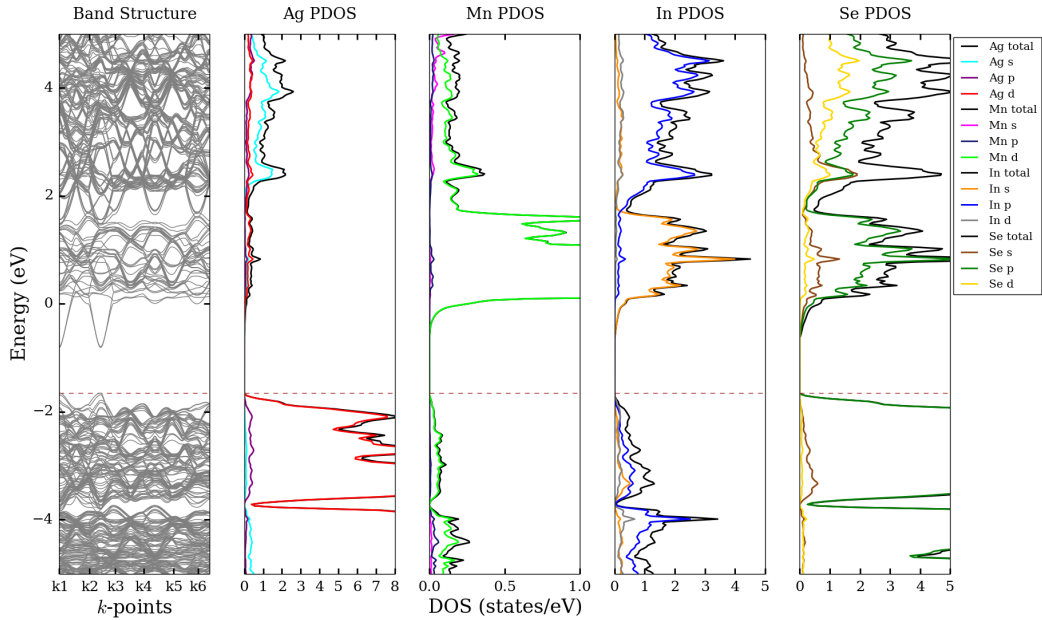 Band Structure
Ag PDOS
Mn PDOS
In PDOS
Se PDOS
Energy (eV)
4
2
0
−2
−4
k1 k2 k3 k4 k5 k6
k-points
0 1 2 3 4 5 6 7 8
0.0 0.5 1.0
DOS (states/eV)
0 1 2 3 4 5
0 1 2 3 4 5
Ag total
Ag s
Ag p
Ag d
Mn total
Mn s
Mn p
Mn d
In total
In s
In p
In d
Se total
Se s
Se p
Se d